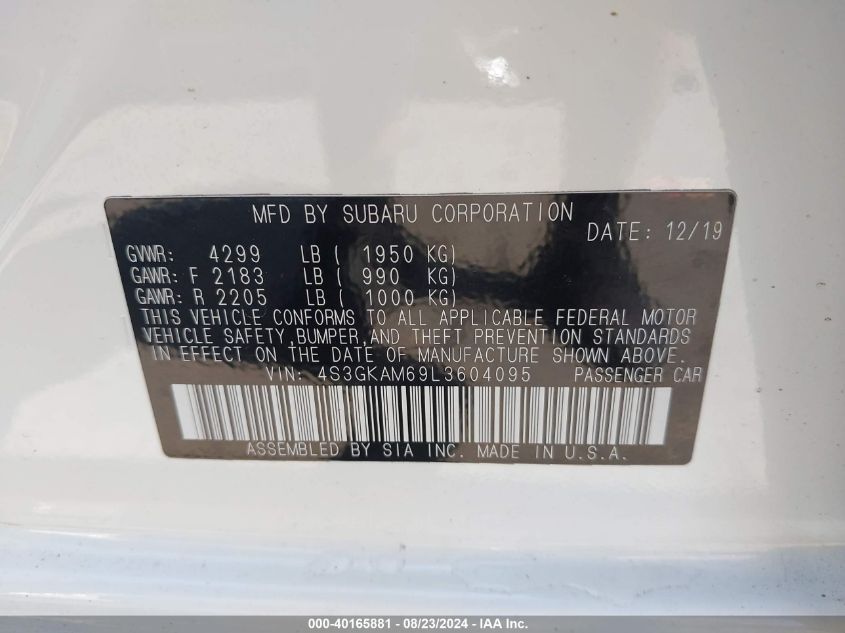 MFD BY SUBARU CORPORATION
DATE: 12/19
GVWR: 4299 LB ( 1950 KG)
GAWR: F 2183 LB ( 990 KG)
GAWR: R 2205 LB ( 1000 KG)
THIS VEHICLE CONFORMS TO ALL APPLICABLE FEDERAL MOTOR
VEHICLE SAFETY, BUMPER, AND THEFT PREVENTION STANDARDS
IN EFFECT ON THE DATE OF MANUFACTURE SHOWN ABOVE.
VIN: 4S3GKAM69L3604095 PASSENGER CAR
ASSEMBLED BY SIA INC. MADE IN U.S.A.
000-40165881 - 08/23/2024 - IAA Inc.